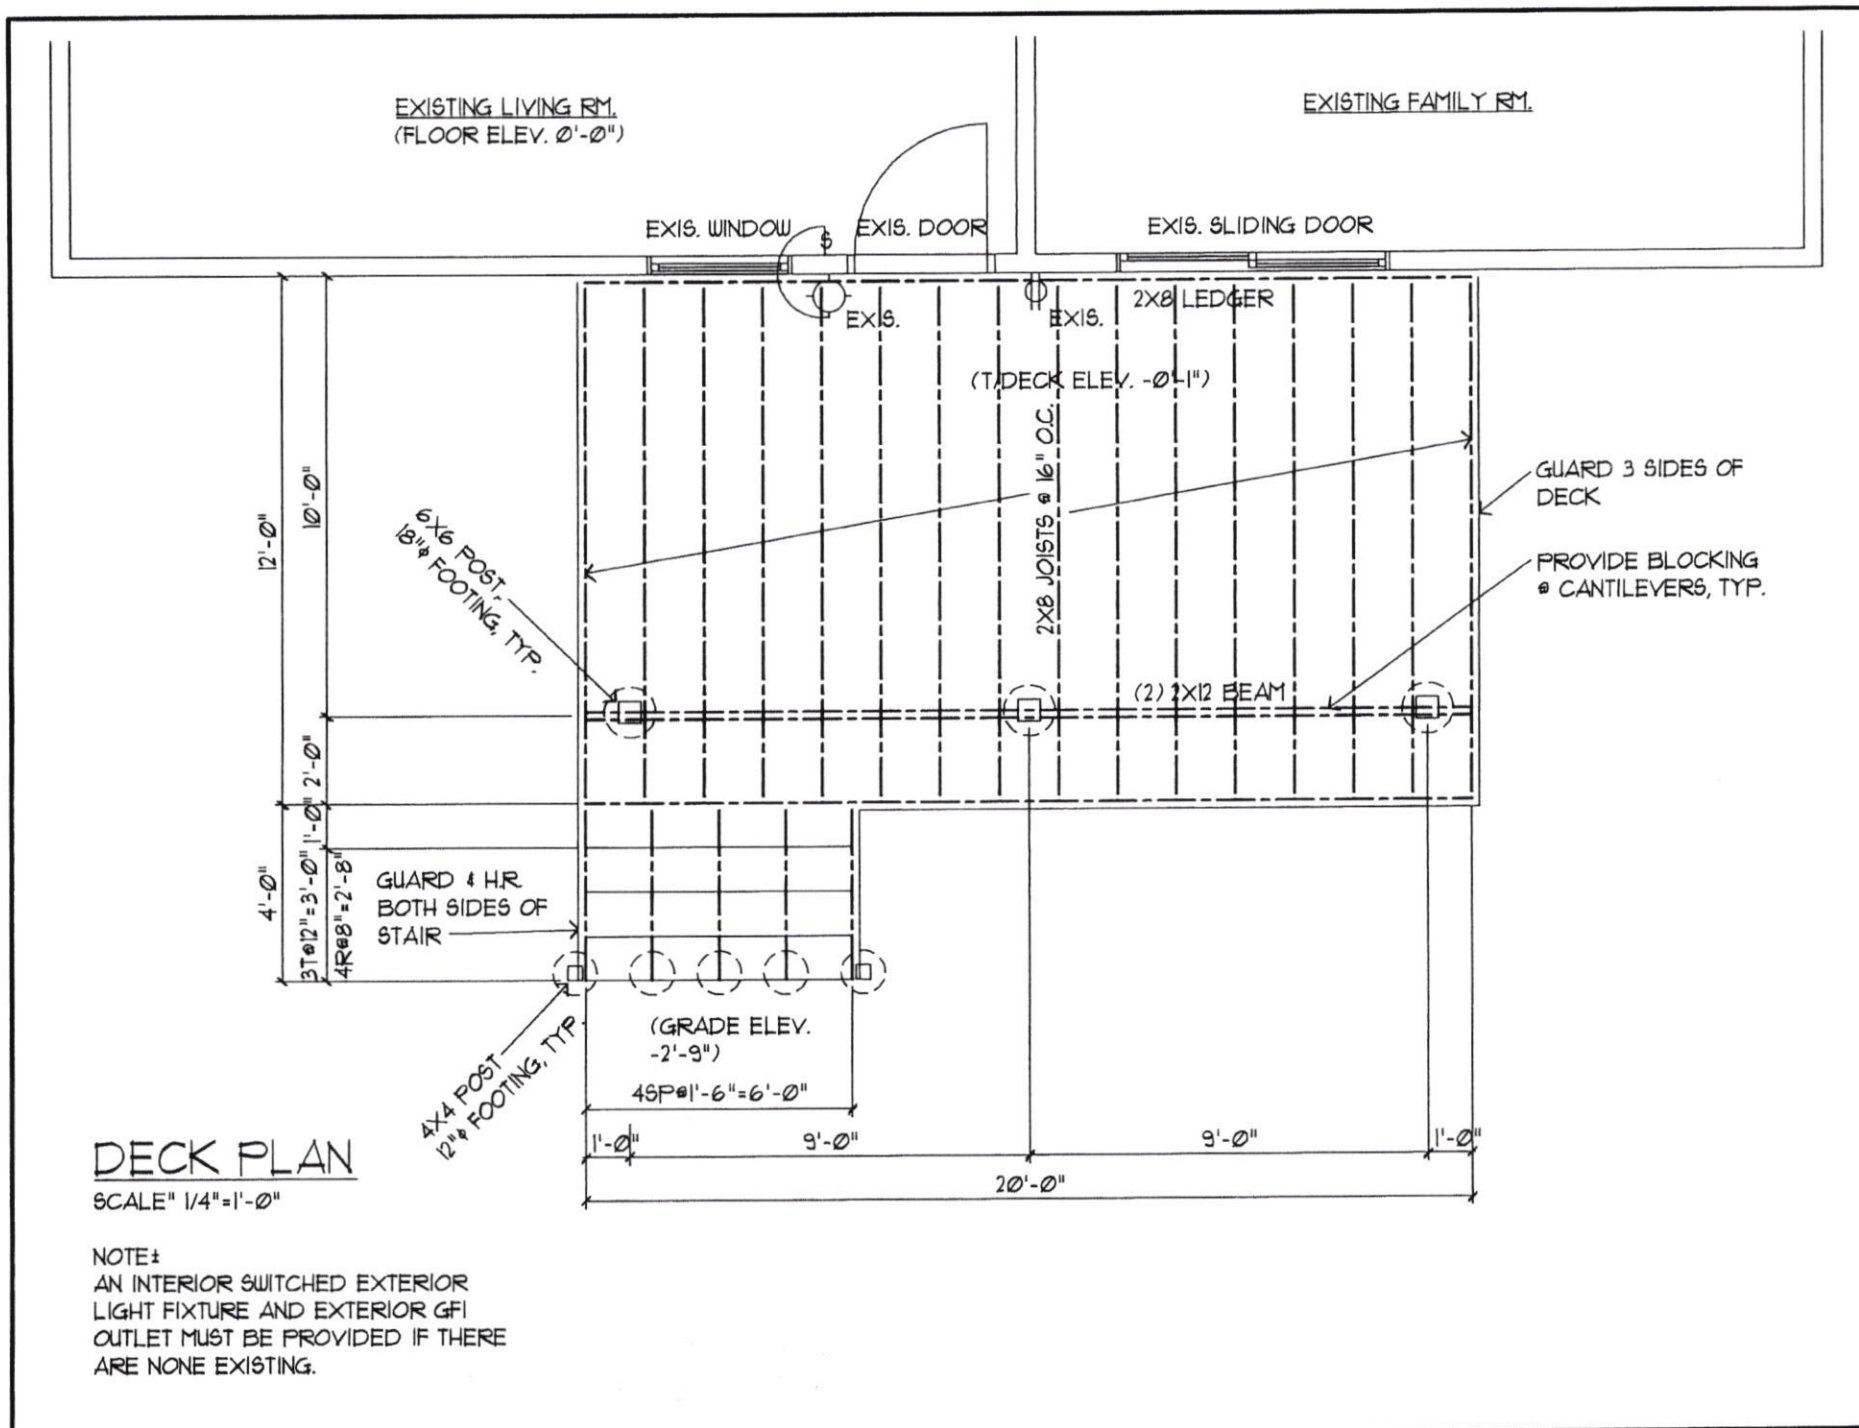 EXISTING LIVING RM.
(FLOOR ELEV. Ø'-Ø")
EXISTING FAMILY RM.
EXIS. WINDOW
$
EXIS. DOOR
EXIS. SLIDING DOOR
EXIS.
EXIS.
2X8 LEDGER
(T/DECK ELEV. -Ø'-1")
2X8 JOISTS @ 16" O.C.
GUARD 3 SIDES OF
DECK
PROVIDE BLOCKING
@ CANTILEVERS, TYP.
12'-Ø"
1Ø'-Ø"
6X6 POST,
18"φ FOOTING, TYP.
(2) 2X12 BEAM
2'-Ø"
1'-Ø"
4'-Ø"
3T@12"=3'-Ø"
4R@8"=2'-8"
GUARD & H.R.
BOTH SIDES OF
STAIR
4X4 POST
12"φ FOOTING, TYP.
(GRADE ELEV.
-2'-9")
4SP@1'-6"=6'-Ø"
1'-Ø"
9'-Ø"
9'-Ø"
1'-Ø"
2Ø'-Ø"
DECK PLAN
SCALE" 1/4"=1'-Ø"
NOTE:
AN INTERIOR SWITCHED EXTERIOR
LIGHT FIXTURE AND EXTERIOR GFI
OUTLET MUST BE PROVIDED IF THERE
ARE NONE EXISTING.